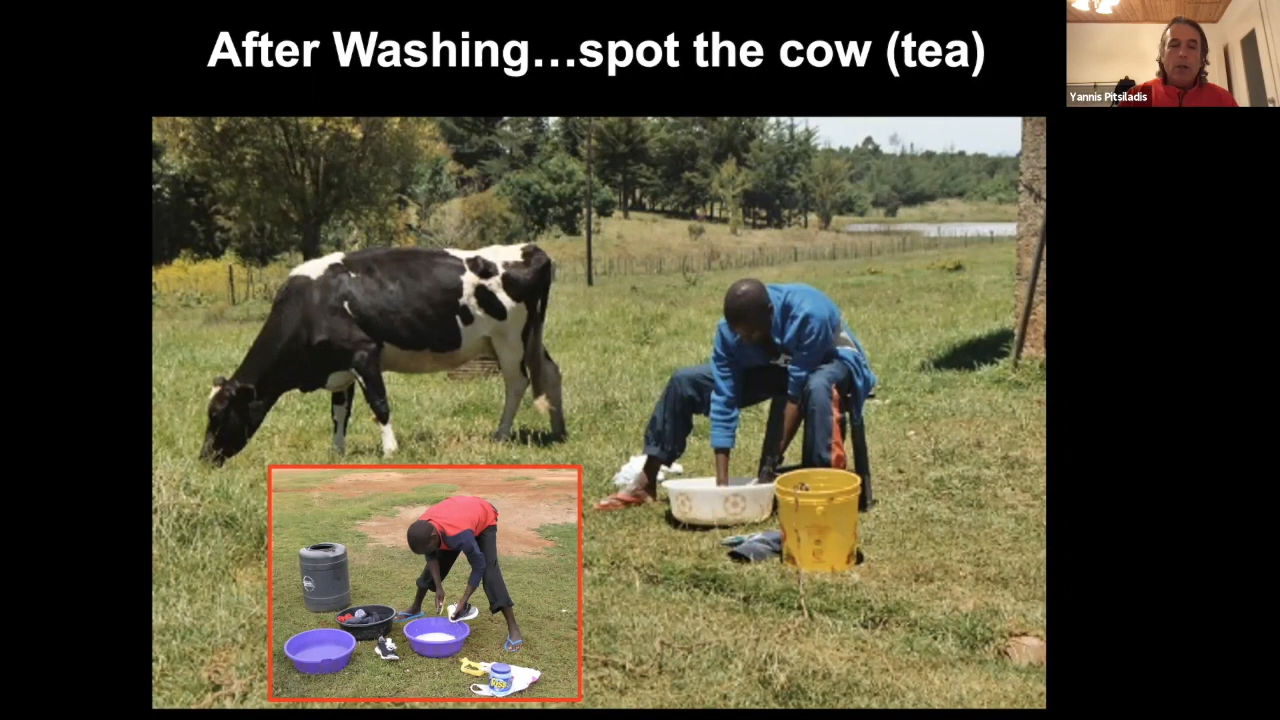 After Washing…spot the cow (tea)
Yannis Pitsiladis